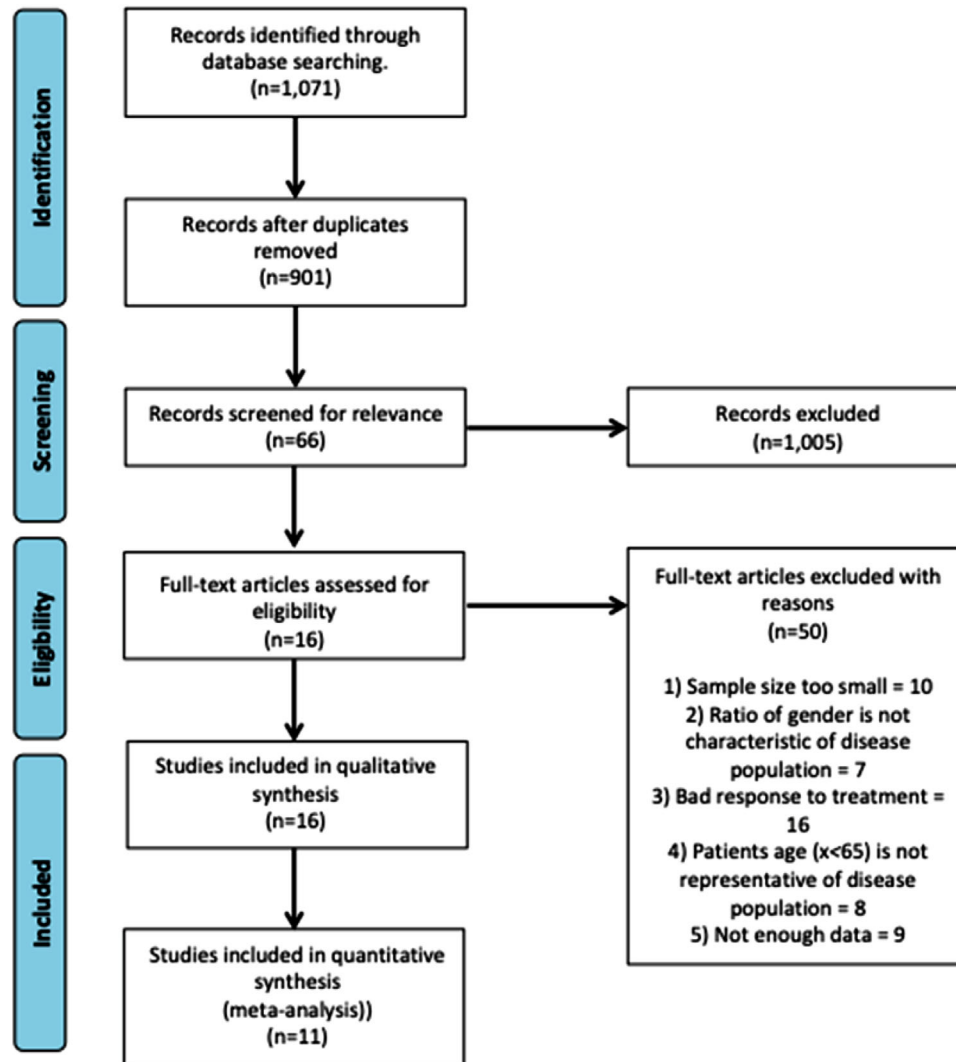 Identification
Records identified through
database searching.
(n=1,071)
Records after duplicates
removed
(n=901)
Screening
Records screened for relevance
(n=66)
Records excluded
(n=1,005)
Eligibility
Full-text articles assessed for
eligibility
(n=16)
Full-text articles excluded with
reasons
(n=50)
1) Sample size too small = 10
2) Ratio of gender is not
characteristic of disease
population = 7
3) Bad response to treatment =
16
4) Patients age (x<65) is not
representative of disease
population = 8
5) Not enough data = 9
Included
Studies included in qualitative
synthesis
(n=16)
Studies included in quantitative
synthesis
(meta-analysis))
(n=11)